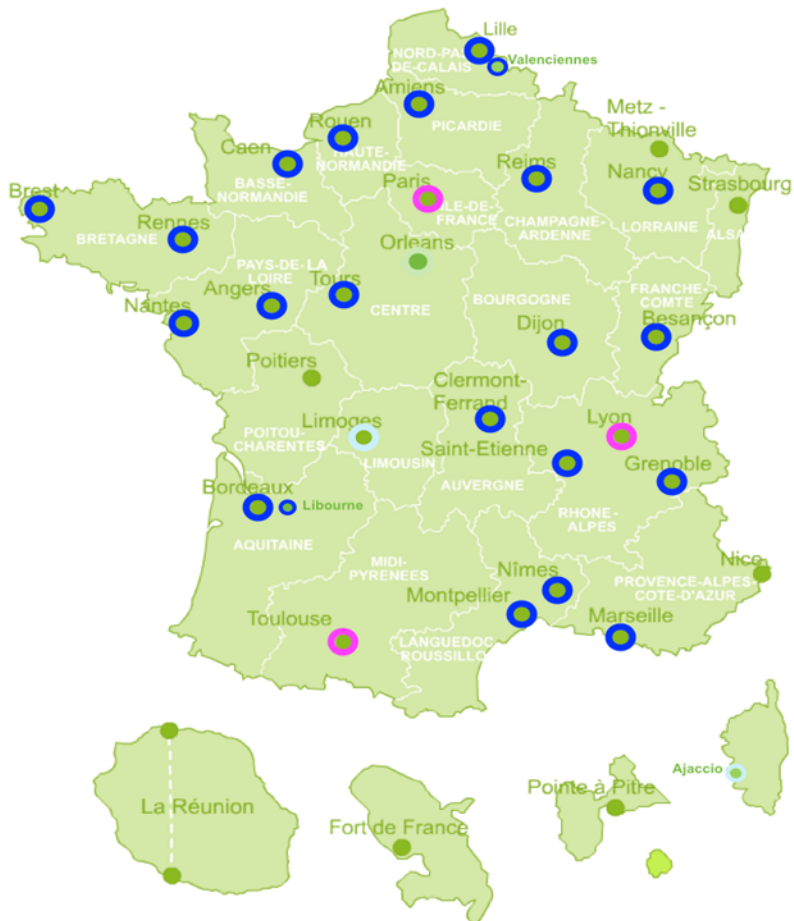 Lille
NORD-PAS
DE-CALAIS
Valenciennes
Amiens
PICARDIE
Rouen
HAUTE-
NORMANDIE
Metz -
Thionville
Caen
BASSE-
NORMANDIE
Paris
ILE-DE-
FRANCE
Reims
CHAMPAGNE-
ARDENNE
Nancy
LORRAINE
Strasbourg
ALSA
Brest
Rennes
BRETAGNE
Orleans
PAYS-DE-LA
LOIRE
Angers
Tours
CENTRE
Nantes
BOURGOGNE
Dijon
FRANCHE-
COMTE
Besançon
Poitiers
Clermont-
Ferrand
Limoges
POITOU-
CHARENTES
LIMOUSIN
Saint-Etienne
AUVERGNE
Lyon
Grenoble
RHONE-
ALPES
Bordeaux
Libourne
AQUITAINE
MIDI-
PYRENEES
Nîmes
Montpellier
Nice
PROVENCE-ALPES-
COTE-D'AZUR
Marseille
Toulouse
LANGUEDOC
ROUSSILLO
Ajaccio
La Réunion
Fort de France
Pointe à Pitre